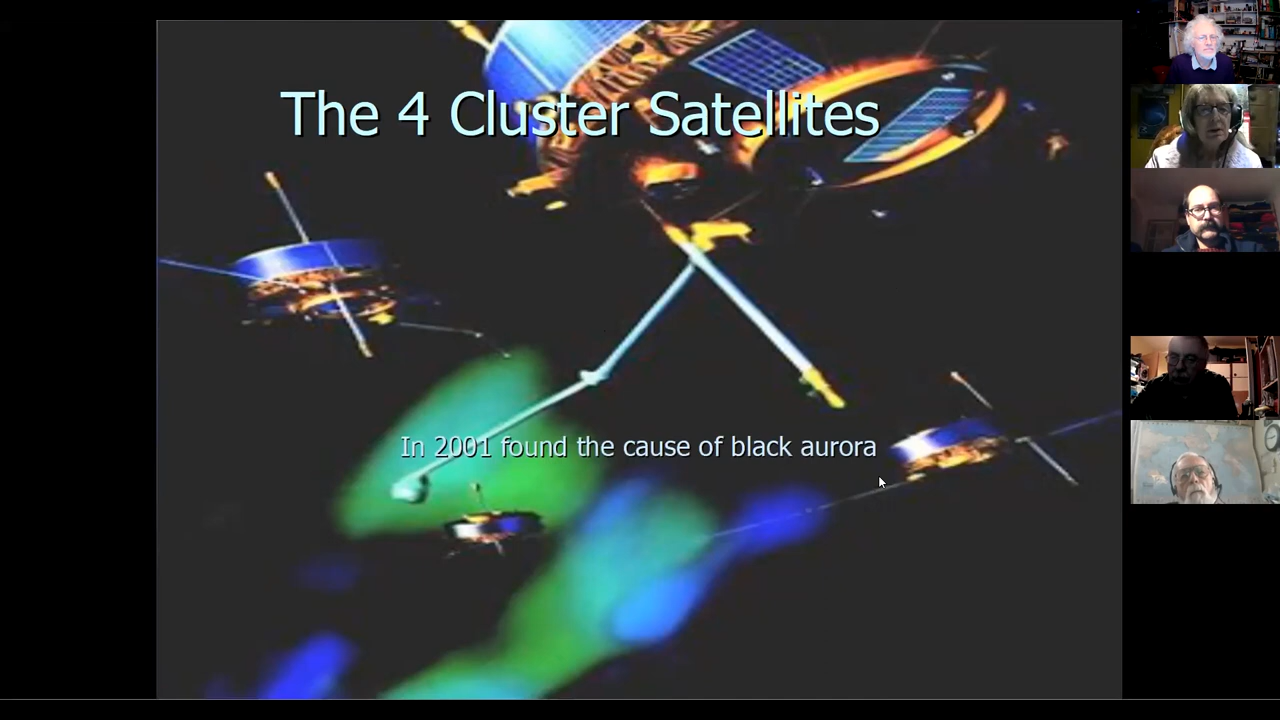 The 4 Cluster Satellites
In 2001 found the cause of black aurora